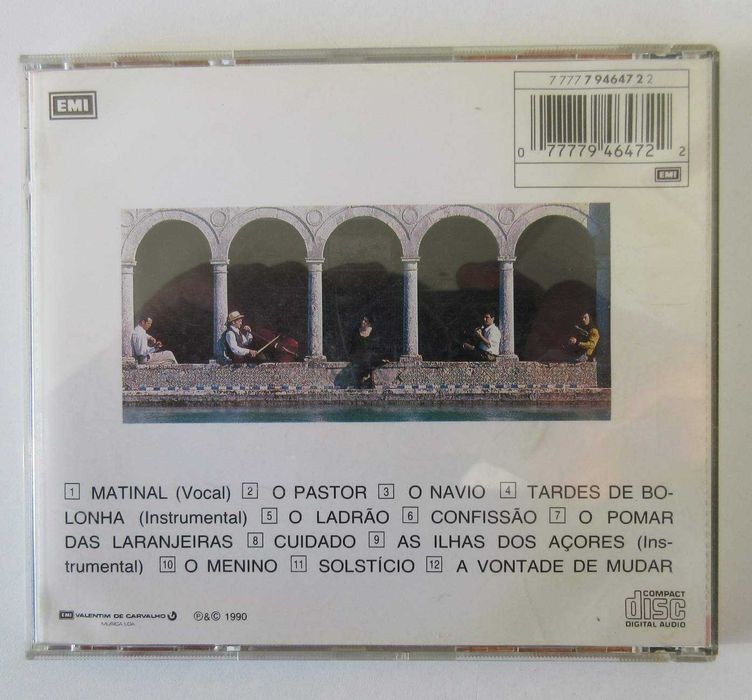 EMI
7 7777 94647 2 2
0 77779 46472 2
EMI
1 MATINAL (Vocal) 2 O PASTOR 3 O NAVIO 4 TARDES DE BO-
LONHA (Instrumental) 5 O LADRÃO 6 CONFISSÃO 7 O POMAR
DAS LARANJEIRAS 8 CUIDADO 9 AS ILHAS DOS AÇORES (Ins-
trumental) 10 O MENINO 11 SOLSTÍCIO 12 A VONTADE DE MUDAR
EMI VALENTIM DE CARVALHO
MUSICA LDA.
℗&© 1990
COMPACT
disc
DIGITAL AUDIO